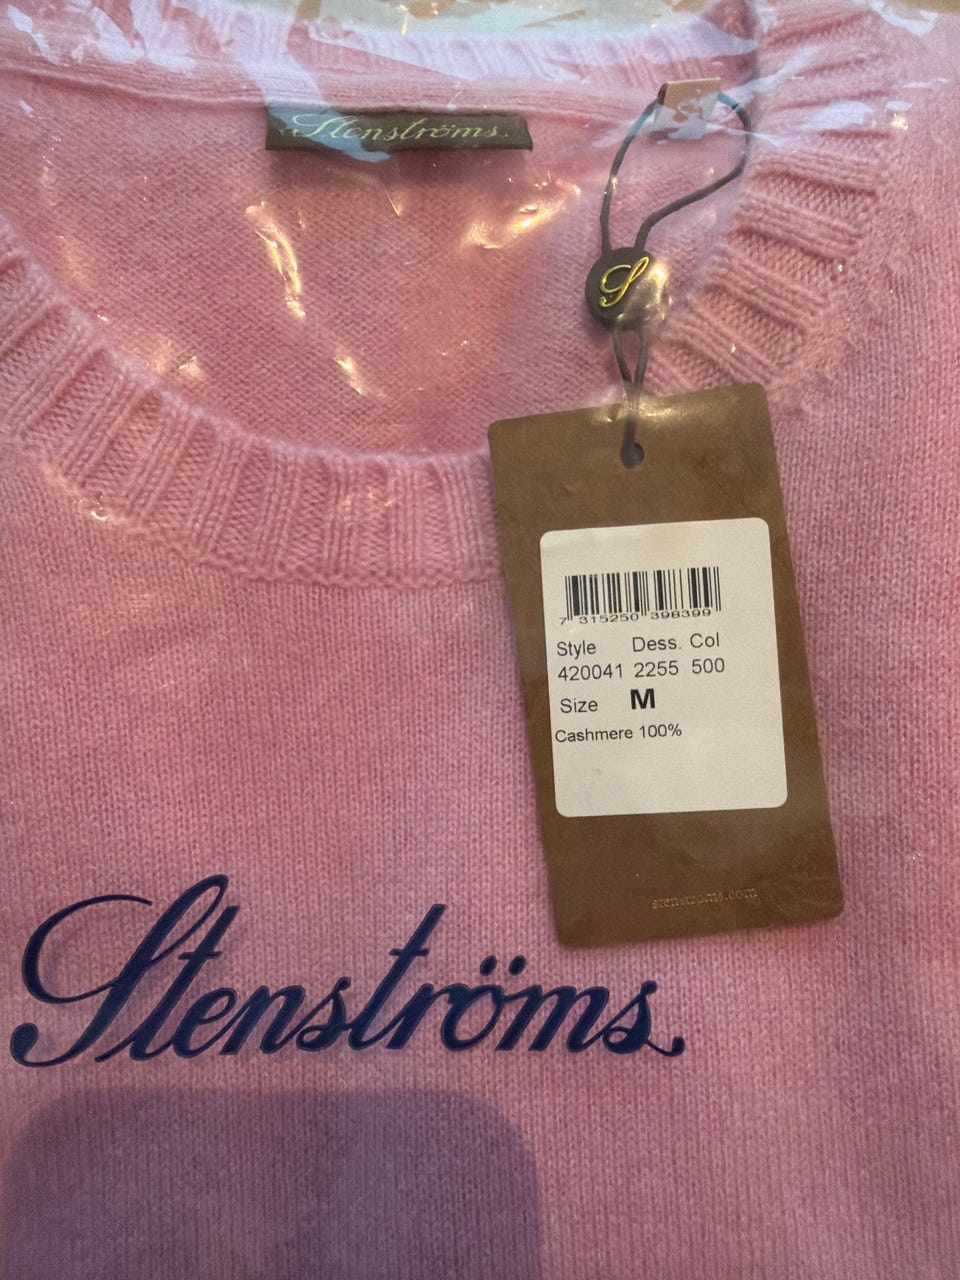 Stenströms.
S
7 315250 398399
Style Dess. Col
420041 2255 500
Size M
Cashmere 100%
stenstroms.com
Stenströms.